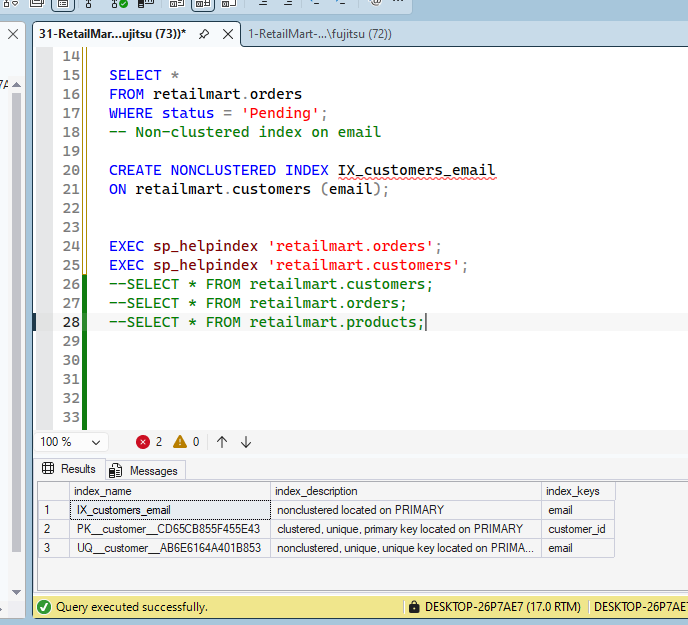 31-RetailMar...ujitsu (73))*
1-RetailMart-...\fujitsu (72))
14
15 SELECT *
16 FROM retailmart.orders
17 WHERE status = 'Pending';
18 -- Non-clustered index on email
19
20 CREATE NONCLUSTERED INDEX IX_customers_email
21 ON retailmart.customers (email);
22
23
24 EXEC sp_helpindex 'retailmart.orders';
25 EXEC sp_helpindex 'retailmart.customers';
26 --SELECT * FROM retailmart.customers;
27 --SELECT * FROM retailmart.orders;
28 --SELECT * FROM retailmart.products;
29
30
31
32
33
100 % 2 0
Results Messages
index_name index_description index_keys
1 IX_customers_email nonclustered located on PRIMARY email
2 PK__customer__CD65CB855F455E43 clustered, unique, primary key located on PRIMARY customer_id
3 UQ__customer__AB6E6164A401B853 nonclustered, unique, unique key located on PRIMA... email
Query executed successfully. DESKTOP-26P7AE7 (17.0 RTM) DESKTOP-26P7AE7